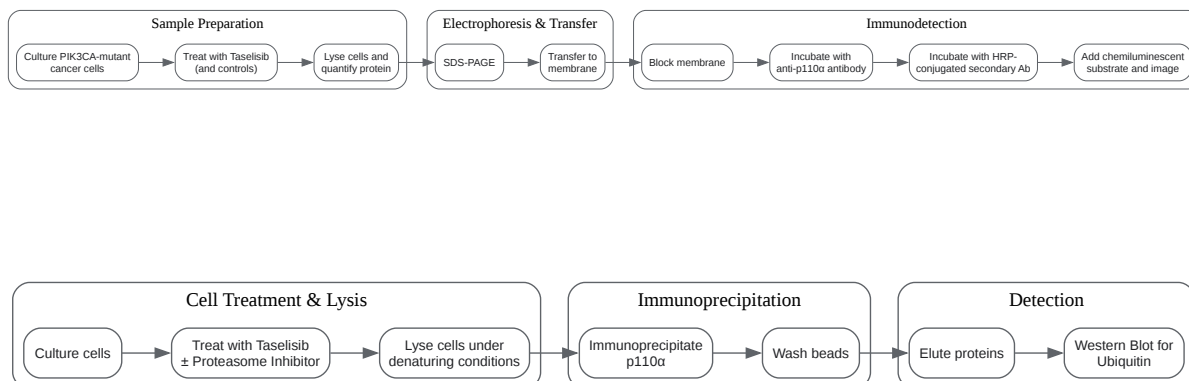 Sample Preparation
Electrophoresis & Transfer
Immunodetection
Culture PIK3CA-mutant
cancer cells
Treat with Taselisib
(and controls)
Lyse cells and
quantify protein
SDS-PAGE
Transfer to
membrane
Block membrane
Incubate with
anti-p110α antibody
Incubate with HRP-
conjugated secondary Ab
Add chemiluminescent
substrate and image
Cell Treatment & Lysis
Immunoprecipitation
Detection
Culture cells
Treat with Taselisib
± Proteasome Inhibitor
Lyse cells under
denaturing conditions
Immunoprecipitate
p110α
Wash beads
Elute proteins
Western Blot for
Ubiquitin